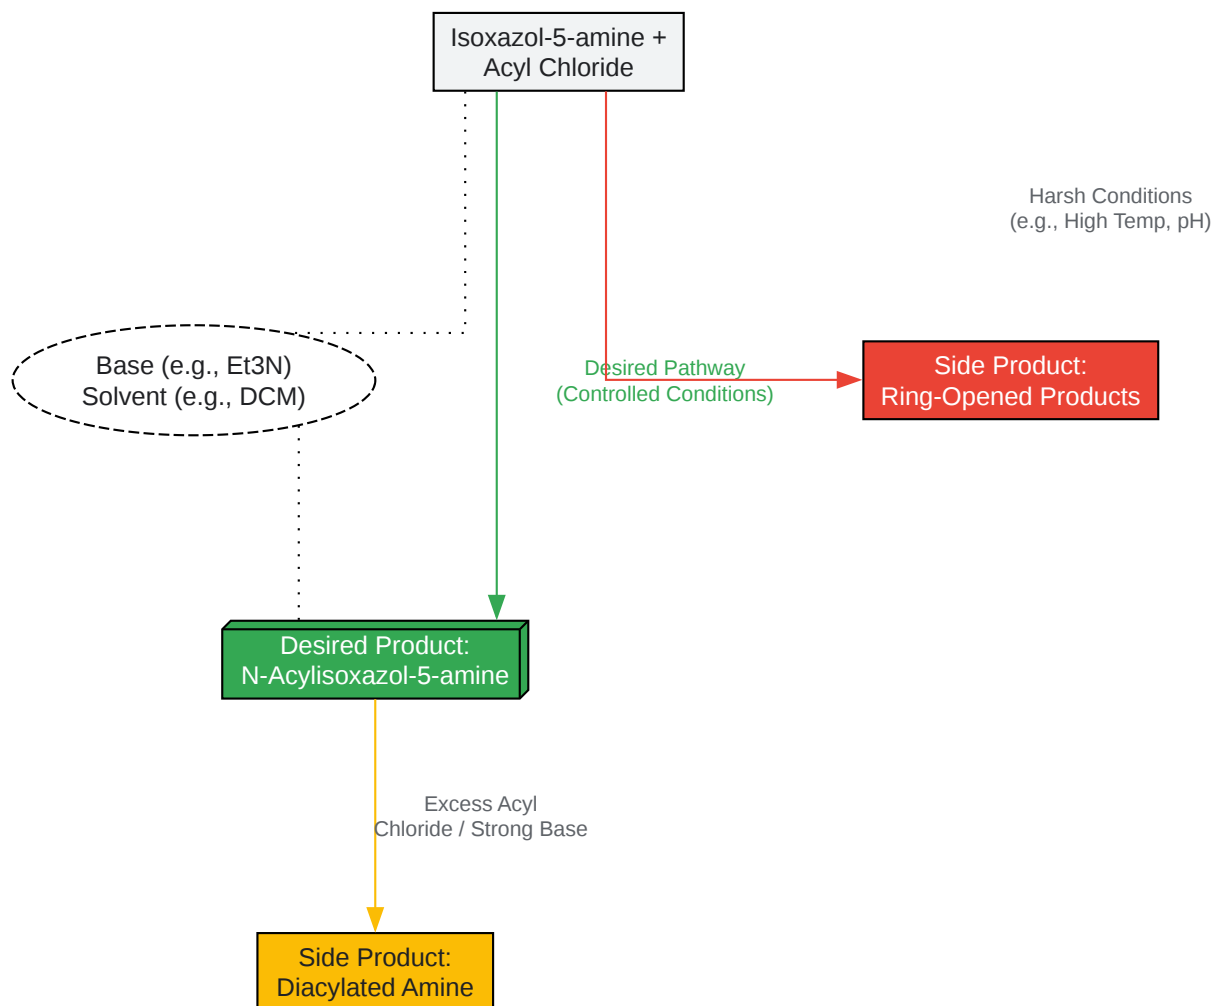 Isoxazol-5-amine +
Acyl Chloride
Harsh Conditions
(e.g., High Temp, pH)
Base (e.g., Et3N)
Solvent (e.g., DCM)
Desired Pathway
(Controlled Conditions)
Side Product:
Ring-Opened Products
Desired Product:
N-Acylisoxazol-5-amine
Excess Acyl
Chloride / Strong Base
Side Product:
Diacylated Amine